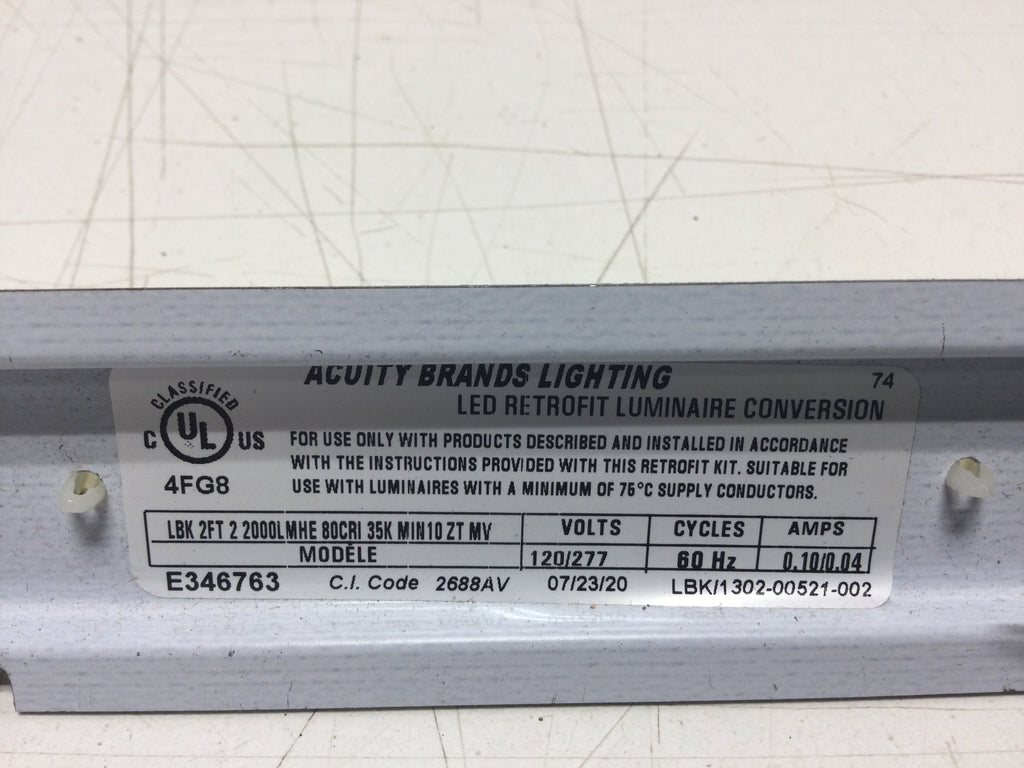 ACUITY BRANDS LIGHTING
74
LED RETROFIT LUMINAIRE CONVERSION
CLASSIFIED
C UL US
4FG8
FOR USE ONLY WITH PRODUCTS DESCRIBED AND INSTALLED IN ACCORDANCE
WITH THE INSTRUCTIONS PROVIDED WITH THIS RETROFIT KIT. SUITABLE FOR
USE WITH LUMINAIRES WITH A MINIMUM OF 75°C SUPPLY CONDUCTORS.
LBK 2FT 2 2000LMHE 80CRI 35K MIN10 ZT MV VOLTS CYCLES AMPS
MODÈLE 120/277 60 Hz 0.10/0.04
E346763 C.I. Code 2688AV 07/23/20 LBK/1302-00521-002